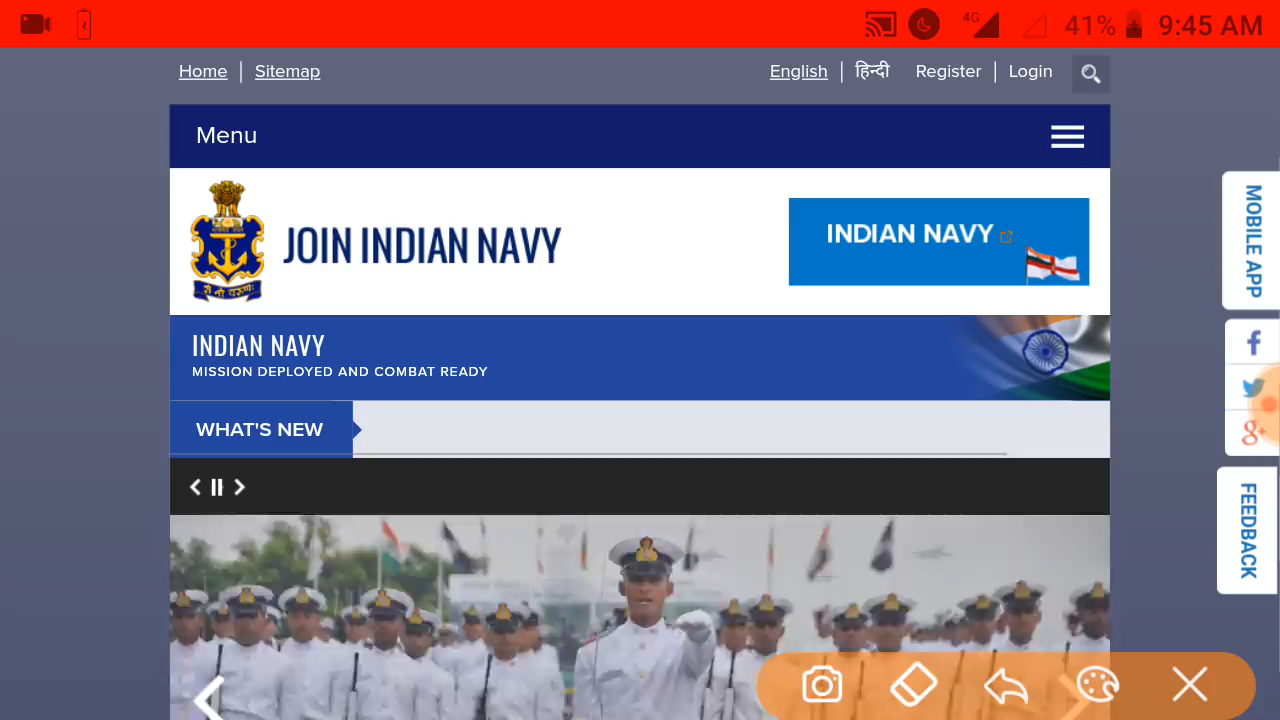 4G 41% 9:45 AM
Home Sitemap English हिन्दी Register Login
Menu
JOIN INDIAN NAVY
INDIAN NAVY
INDIAN NAVY
MISSION DEPLOYED AND COMBAT READY
WHAT'S NEW
MOBILE APP
FEEDBACK